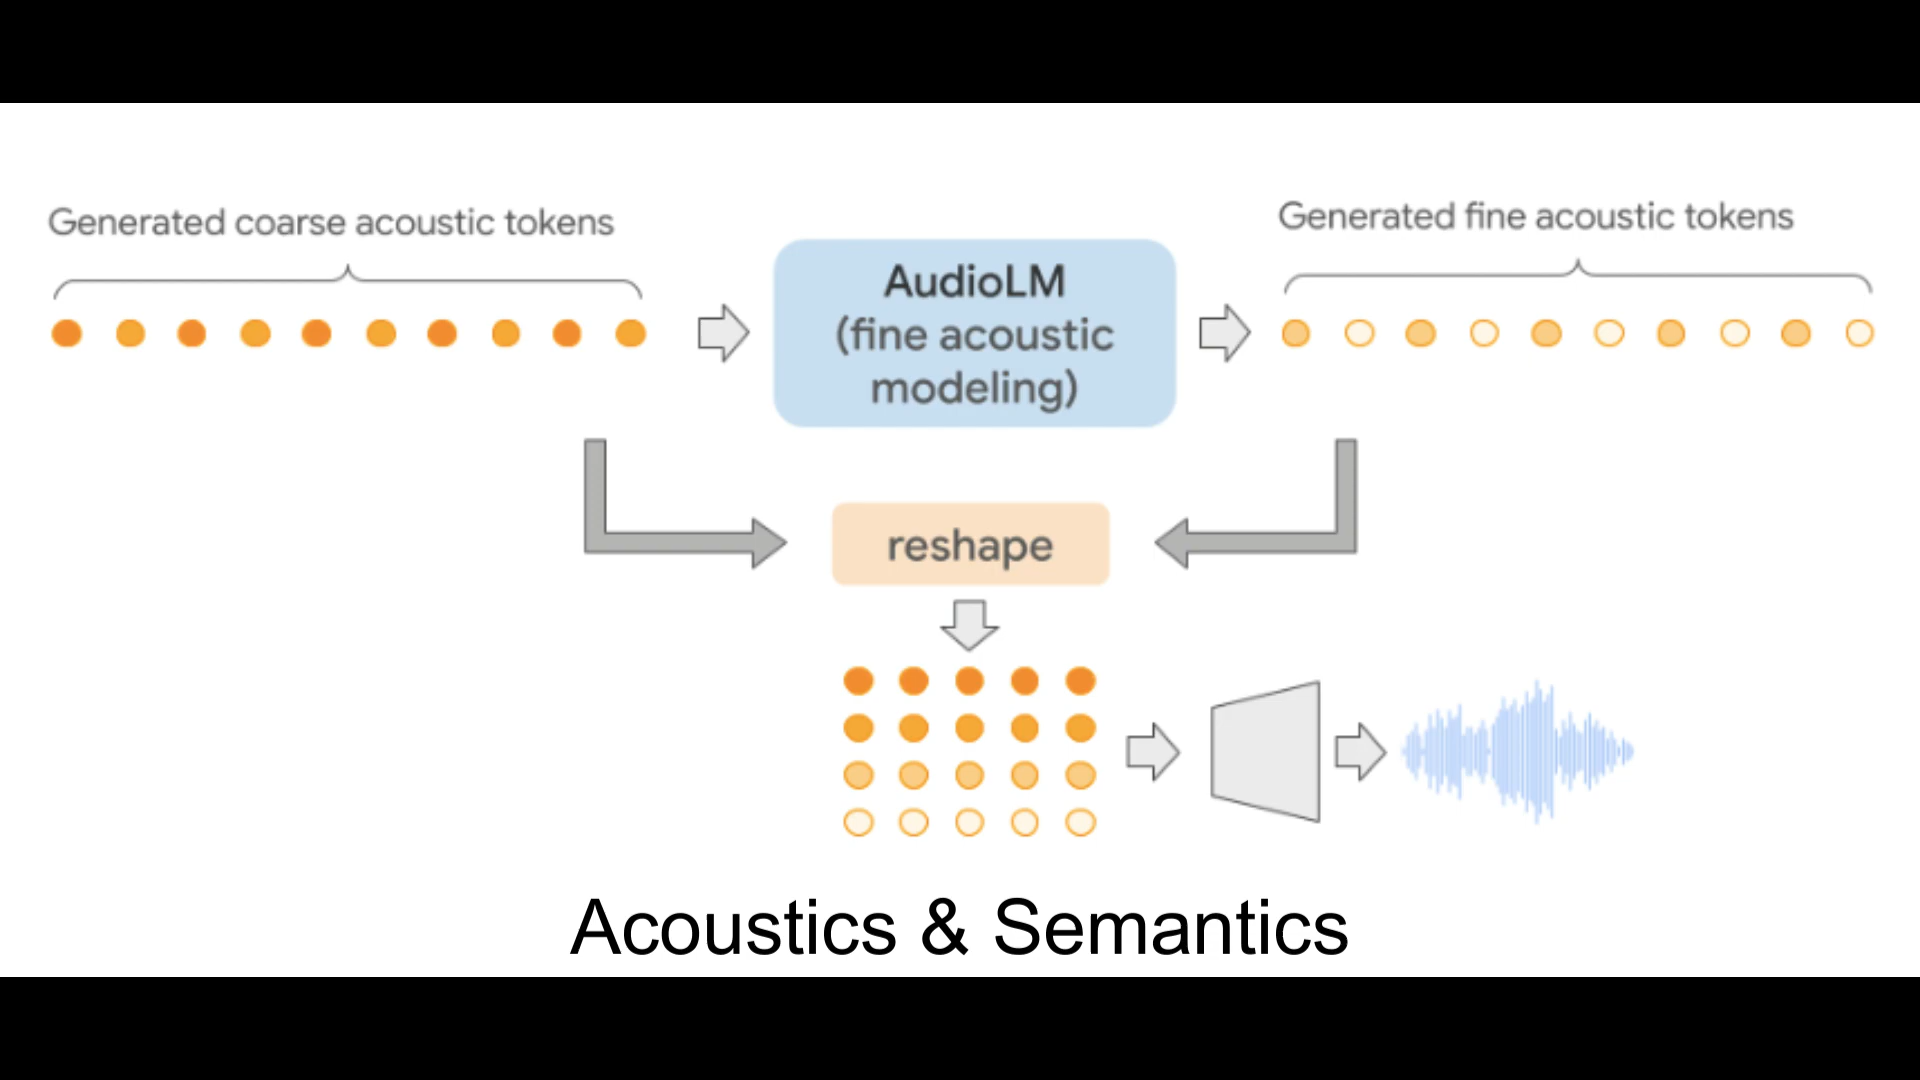 Generated coarse acoustic tokens
AudioLM
(fine acoustic
modeling)
Generated fine acoustic tokens
reshape
Acoustics & Semantics